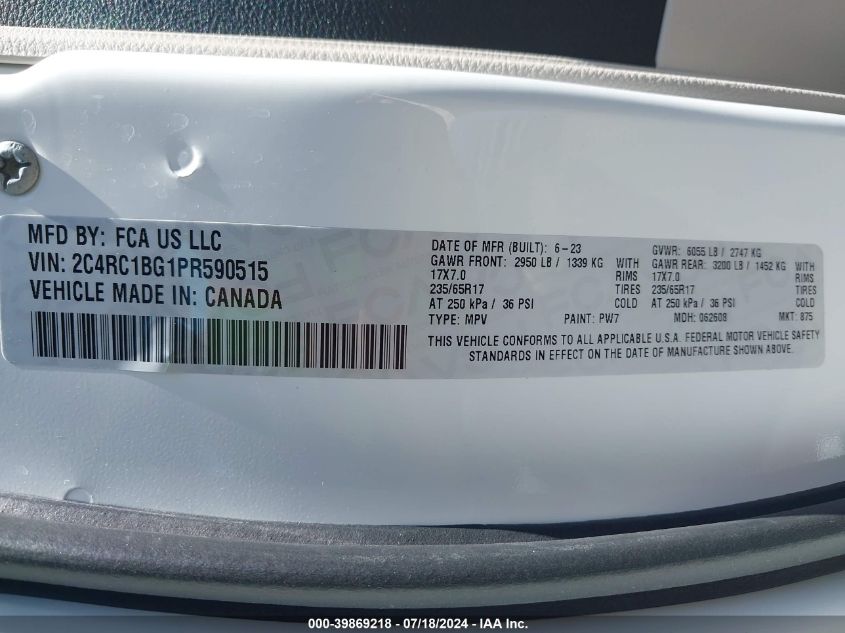 MFD BY: FCA US LLC
VIN: 2C4RC1BG1PR590515
VEHICLE MADE IN: CANADA
DATE OF MFR (BUILT): 6-23 GVWR: 6055 LB / 2747 KG
GAWR FRONT: 2950 LB / 1339 KG WITH GAWR REAR: 3200 LB / 1452 KG WITH
17X7.0 RIMS 17X7.0 RIMS
235/65R17 TIRES 235/65R17 TIRES
AT 250 kPa / 36 PSI COLD AT 250 kPa / 36 PSI COLD
TYPE: MPV PAINT: PW7 MDH: 062608 MKT: 875
THIS VEHICLE CONFORMS TO ALL APPLICABLE U.S.A. FEDERAL MOTOR VEHICLE SAFETY
STANDARDS IN EFFECT ON THE DATE OF MANUFACTURE SHOWN ABOVE.
000-39869218 - 07/18/2024 - IAA Inc.